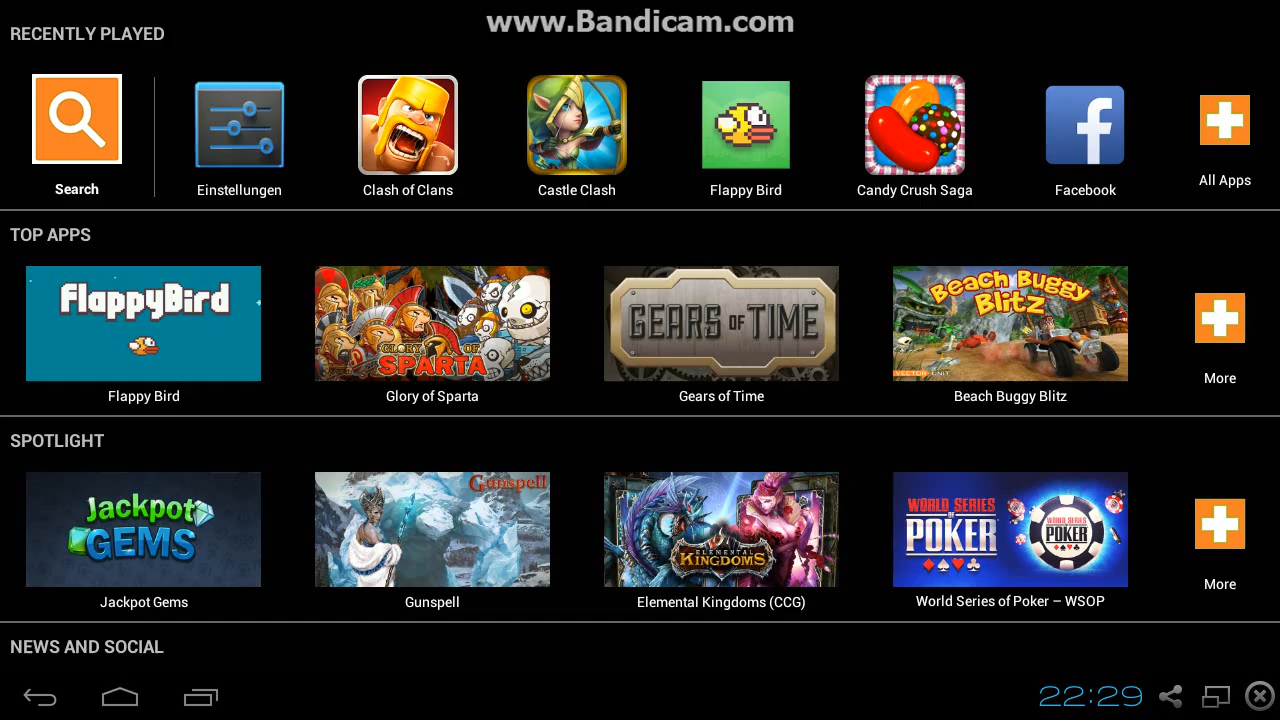 www.Bandicam.com
RECENTLY PLAYED
Search
Einstellungen
Clash of Clans
Castle Clash
Flappy Bird
Candy Crush Saga
Facebook
All Apps
TOP APPS
FlappyBird
GLORY OF
SPARTA
GEARS OF TIME
Beach Buggy
Blitz
VECTOR UNIT
Flappy Bird
Glory of Sparta
Gears of Time
Beach Buggy Blitz
More
SPOTLIGHT
Jackpot
GEMS
Gunspell
ELEMENTAL
KINGDOMS
WORLD SERIES
OF
POKER
WORLD SERIES
POKER
Jackpot Gems
Gunspell
Elemental Kingdoms (CCG)
World Series of Poker – WSOP
More
NEWS AND SOCIAL
22:29